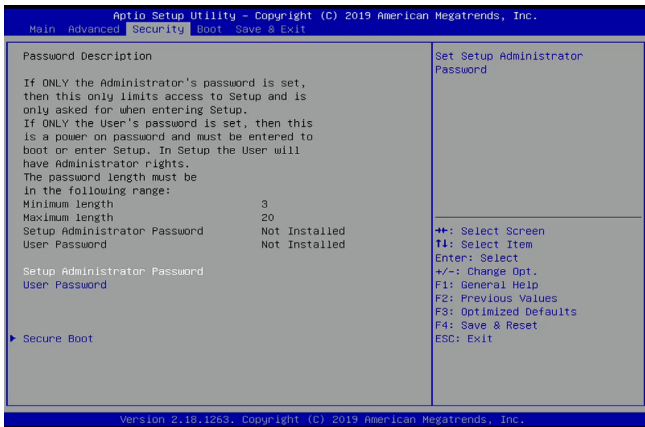 Aptio Setup Utility – Copyright (C) 2019 American Megatrends, Inc.
Main Advanced Security Boot Save & Exit
Password Description
If ONLY the Administrator's password is set,
then this only limits access to Setup and is
only asked for when entering Setup.
If ONLY the User's password is set, then this
is a power on password and must be entered to
boot or enter Setup. In Setup the User will
have Administrator rights.
The password length must be
in the following range:
Minimum length 3
Maximum length 20
Setup Administrator Password Not Installed
User Password Not Installed
Setup Administrator Password
User Password
Secure Boot
Set Setup Administrator
Password
→←: Select Screen
↑↓: Select Item
Enter: Select
+/-: Change Opt.
F1: General Help
F2: Previous Values
F3: Optimized Defaults
F4: Save & Reset
ESC: Exit
Version 2.18.1263. Copyright (C) 2019 American Megatrends, Inc.